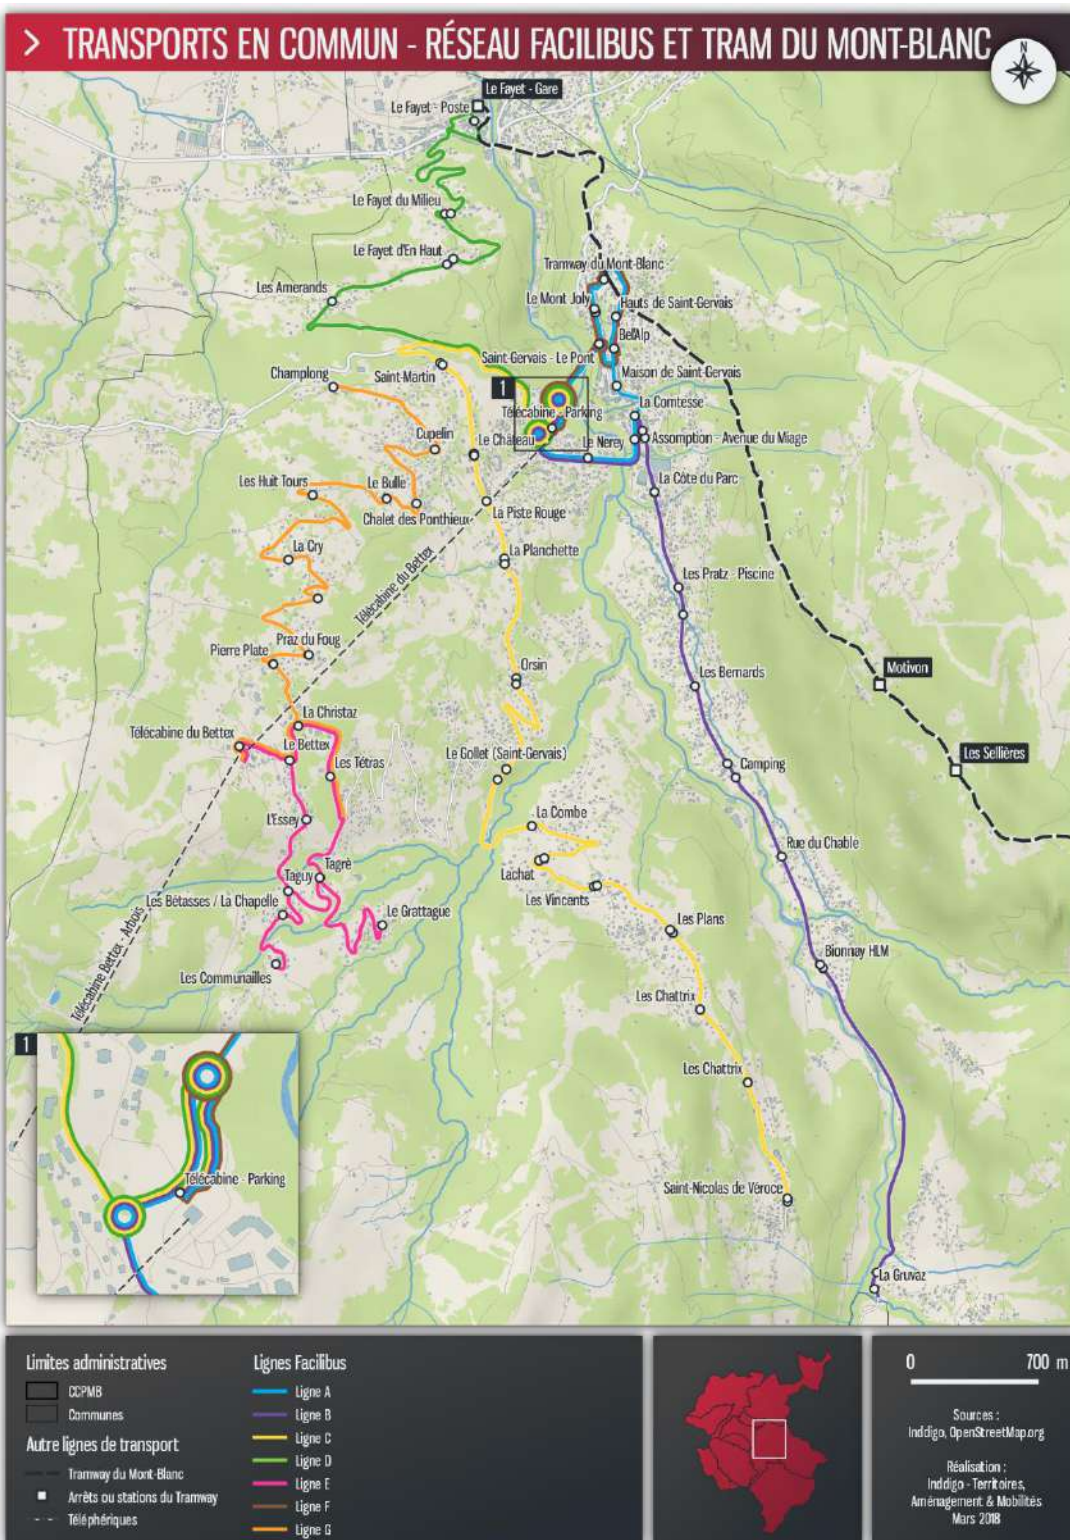 TRANSPORTS EN COMMUN - RÉSEAU FACILIBUS ET TRAM DU MONT-BLANC
N
Le Fayet - Gare
Le Fayet - Poste
Le Fayet du Milieu
Le Fayet d'En Haut
Tramway du Mont-Blanc
Les Amerands
Le Mont Joly
Hauts de Saint-Gervais
Bel'Alp
Saint-Gervais - Le Pont
Saint-Martin
Maison de Saint-Gervais
Champlong
1
La Comtesse
Télécabine - Parking
Cupelin
Le Château
Le Nerey
Assomption - Avenue du Miage
Les Huit Tours
Le Bulle
La Côte du Parc
Chalet des Ponthieux
La Piste Rouge
La Cry
La Planchette
Télécabine du Bettex
Les Pratz - Piscine
Praz du Foug
Pierre Plate
Orsin
Motivon
Les Bernards
La Christaz
Télécabine du Bettex
Le Bettex
Le Gollet (Saint-Gervais)
Les Sellières
Les Tétras
Camping
L'Essey
La Combe
Rue du Chable
Tagrè
Lachat
Taguy
Les Vincents
Les Bétasses / La Chapelle
Le Grattague
Les Plans
Télécabine Bettex - Arbois
Bionnay HLM
Les Communailles
Les Chattrix
1
Les Chattrix
Télécabine - Parking
Saint-Nicolas de Véroce
La Gruvaz
Limites administratives
CCPMB
Communes
Autre lignes de transport
Tramway du Mont-Blanc
Arrêts ou stations du Tramway
Téléphériques
Lignes Facilibus
Ligne A
Ligne B
Ligne C
Ligne D
Ligne E
Ligne F
Ligne G
0 700 m
Sources :
Inddigo, OpenStreetMap.org
Réalisation :
Inddigo - Territoires,
Aménagement & Mobilités
Mars 2018